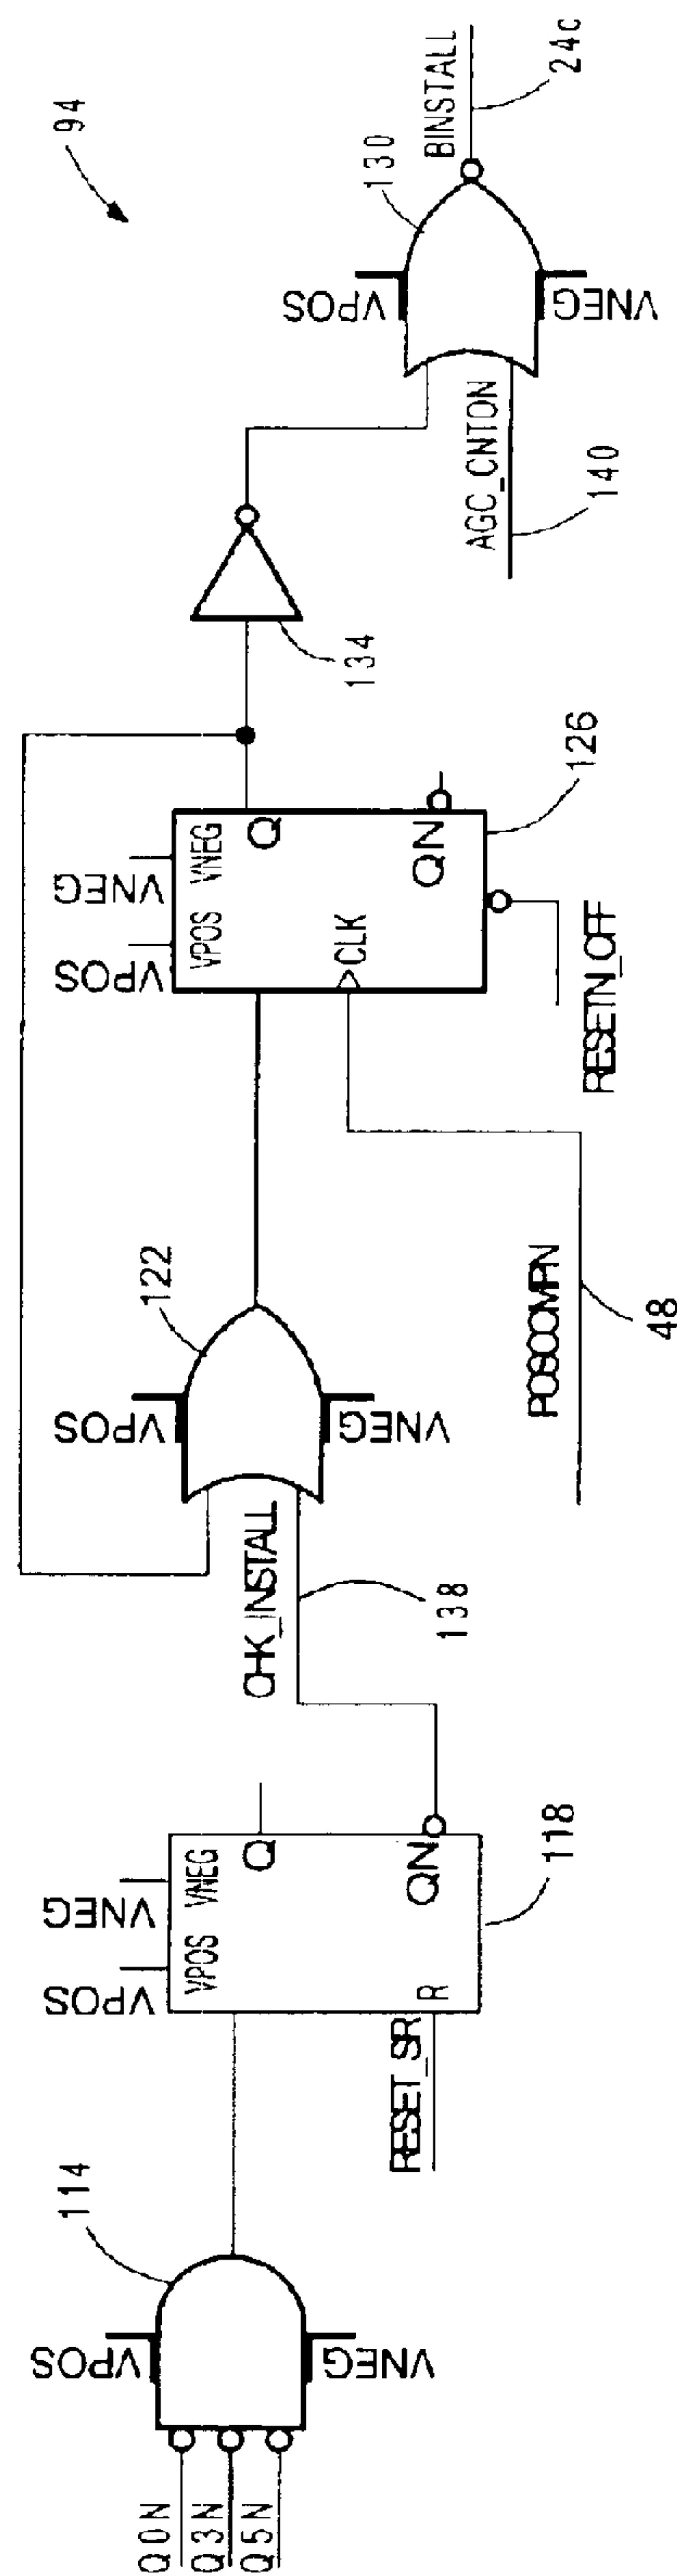 94
Q0N
Q3N
Q5N
VPOS
VNEG
114
VPOS
VNEG
VPOS
VNEG
Q
QN
R
RESET_SR
118
CHK_INSTALL
138
VPOS
VNEG
122
POSCOMPN
48
VPOS
VNEG
VPOS
VNEG
Q
QN
CLK
RESETN_OFF
126
134
AGC_CNTON
140
VPOS
VNEG
130
BINSTALL
24c